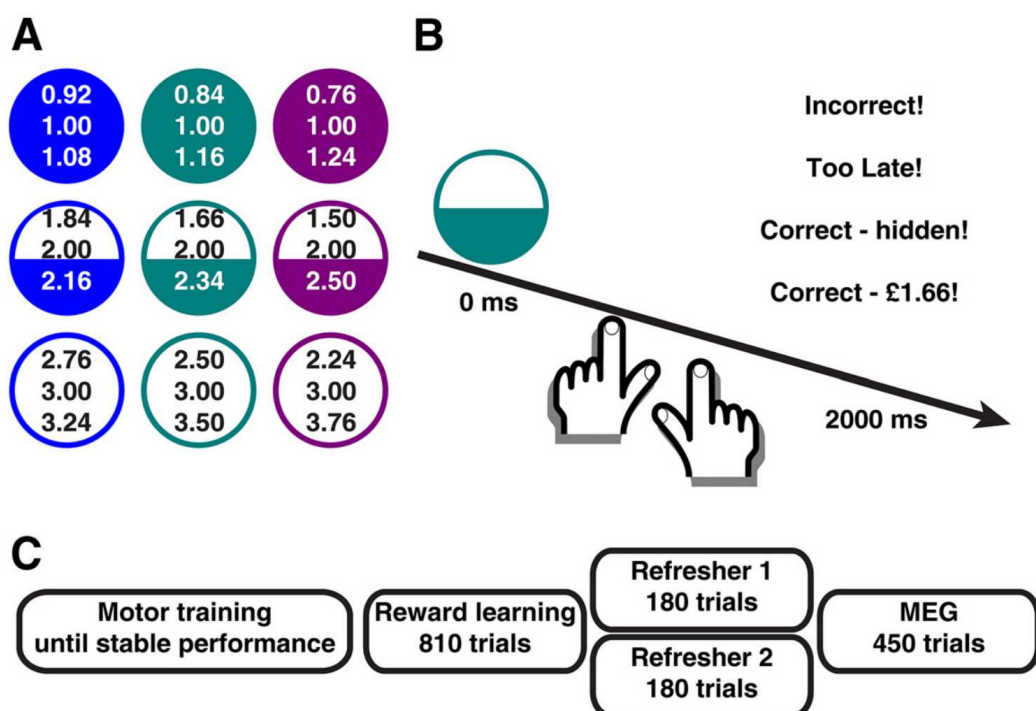 A
0.92
1.00
1.08
0.84
1.00
1.16
0.76
1.00
1.24
1.84
2.00
2.16
1.66
2.00
2.34
1.50
2.00
2.50
2.76
3.00
3.24
2.50
3.00
3.50
2.24
3.00
3.76
B
0 ms
2000 ms
Incorrect!
Too Late!
Correct - hidden!
Correct - £1.66!
C
Motor training
until stable performance
Reward learning
810 trials
Refresher 1
180 trials
Refresher 2
180 trials
MEG
450 trials